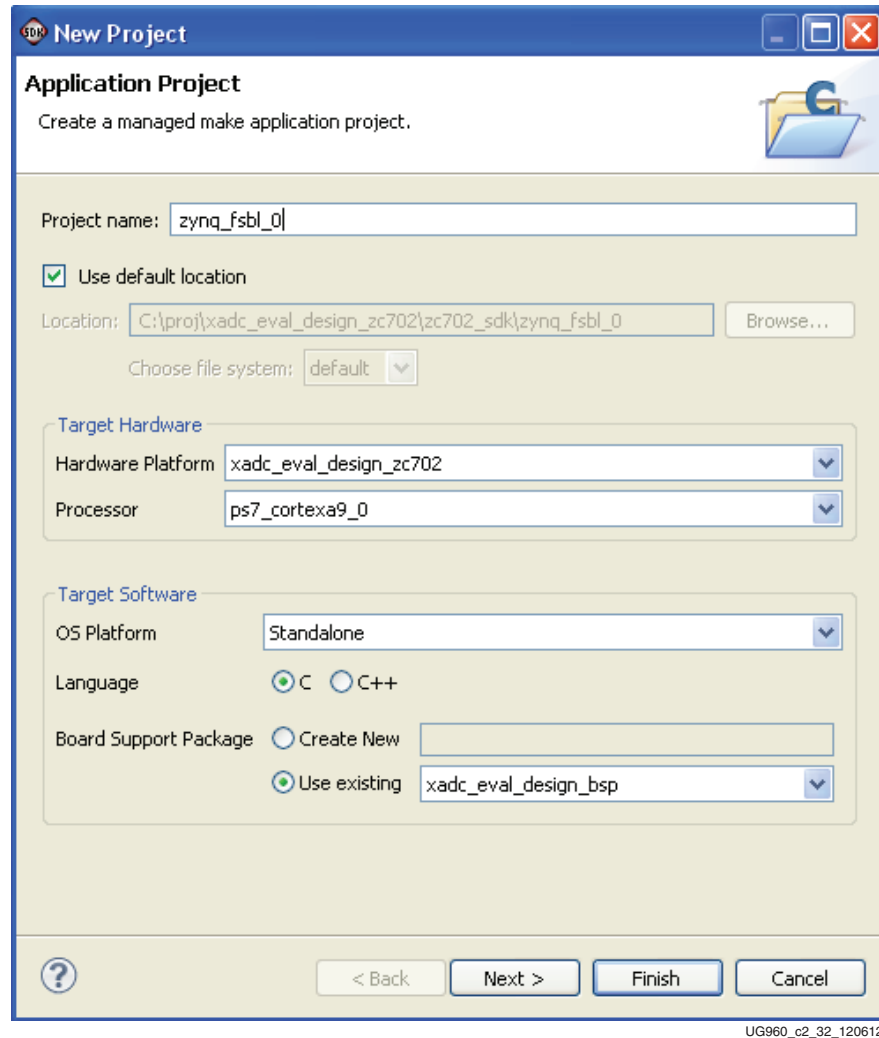 SDK New Project
Application Project
Create a managed make application project.
C
Project name: zynq_fsbl_0
Use default location
Location: C:\proj\xadc_eval_design_zc702\zc702_sdk\zynq_fsbl_0 Browse...
Choose file system: default
Target Hardware
Hardware Platform xadc_eval_design_zc702
Processor ps7_cortexa9_0
Target Software
OS Platform Standalone
Language C C++
Board Support Package Create New
Use existing xadc_eval_design_bsp
? < Back Next > Finish Cancel
UG960_c2_32_120612